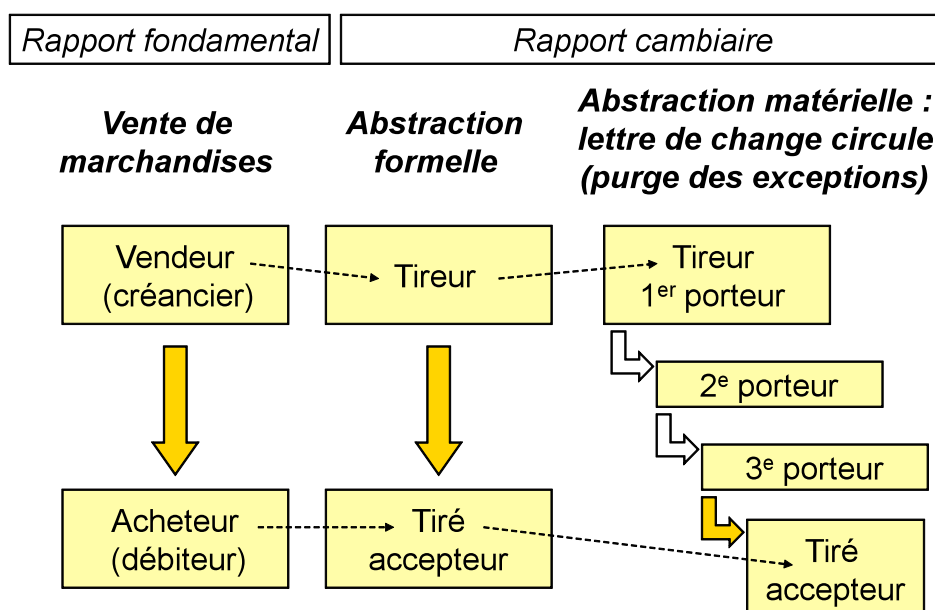 Rapport fondamental
Rapport cambiaire
Vente de
marchandises
Abstraction
formelle
Abstraction matérielle :
lettre de change circule
(purge des exceptions)
Vendeur
(créancier)
Tireur
Tireur
1er porteur
2e porteur
3e porteur
Acheteur
(débiteur)
Tiré
accepteur
Tiré
accepteur